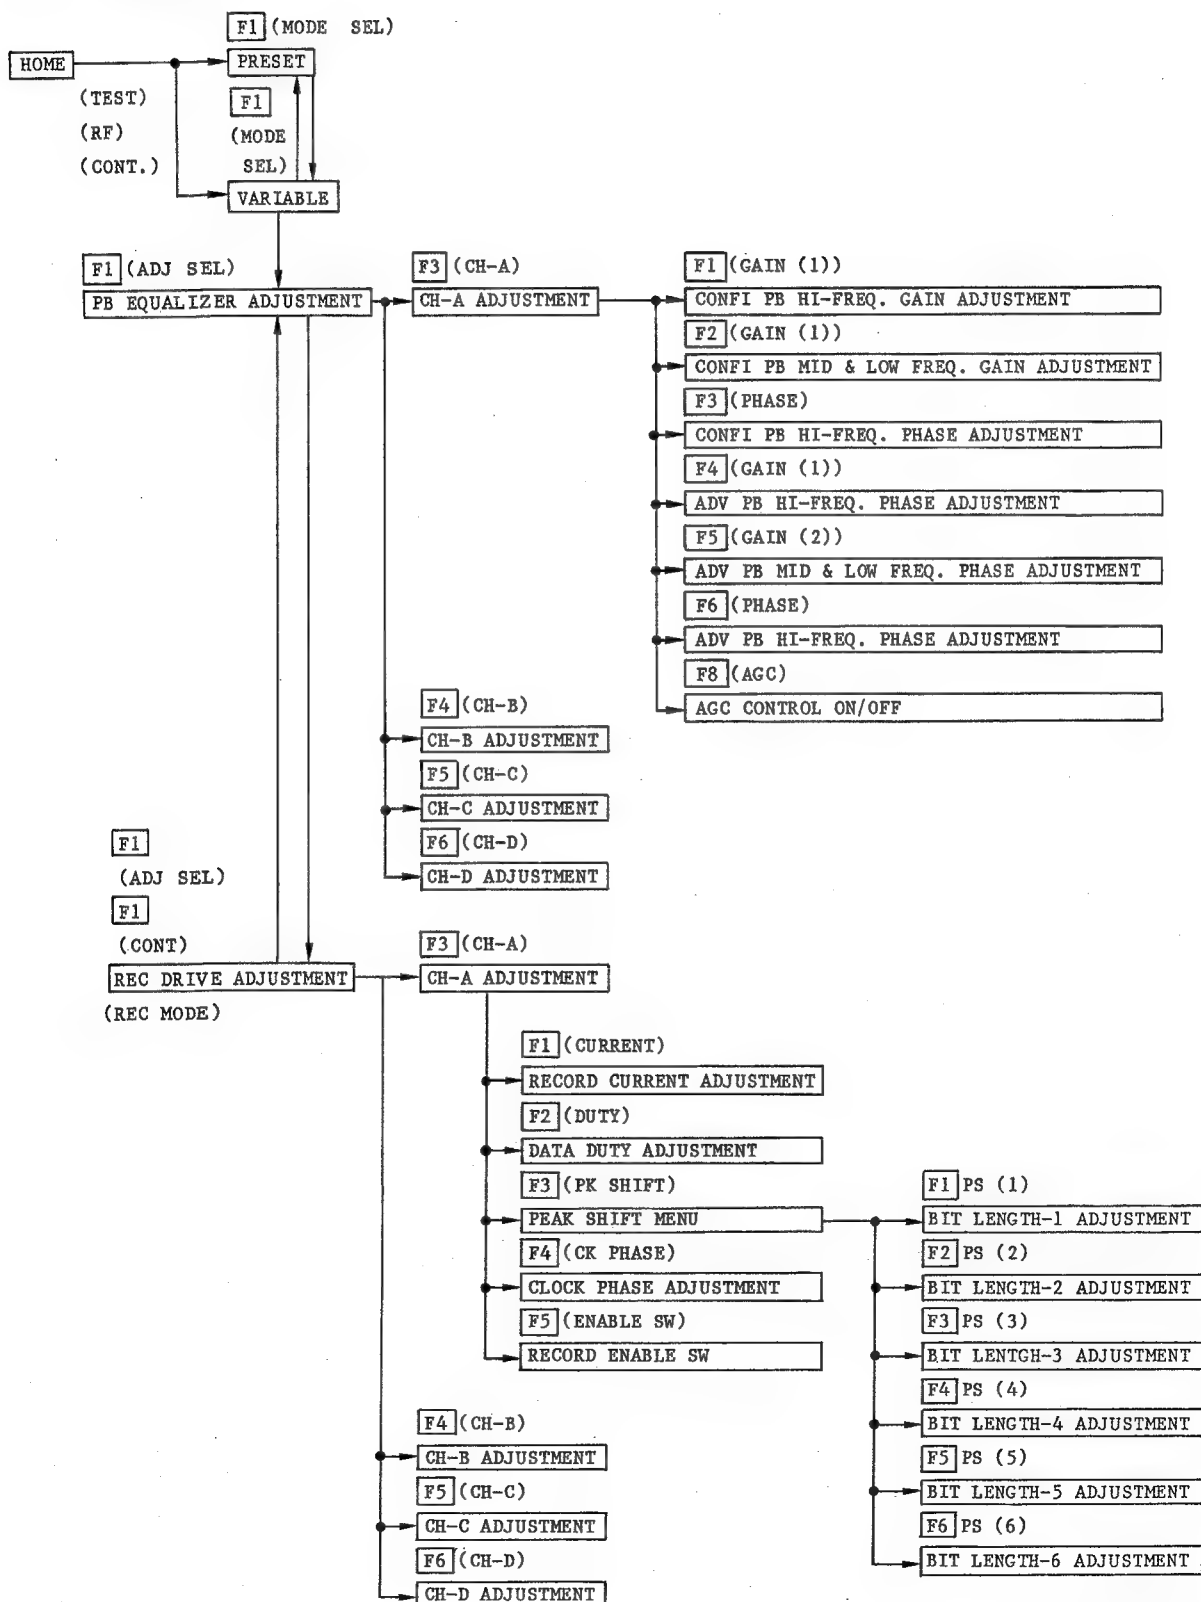 F1 (MODE SEL)
HOME
PRESET
(TEST)
(RF)
(CONT.)
F1
(MODE
SEL)
VARIABLE
F1 (ADJ SEL)
PB EQUALIZER ADJUSTMENT
F3 (CH-A)
CH-A ADJUSTMENT
F1 (GAIN (1))
CONFI PB HI-FREQ. GAIN ADJUSTMENT
F2 (GAIN (1))
CONFI PB MID & LOW FREQ. GAIN ADJUSTMENT
F3 (PHASE)
CONFI PB HI-FREQ. PHASE ADJUSTMENT
F4 (GAIN (1))
ADV PB HI-FREQ. PHASE ADJUSTMENT
F5 (GAIN (2))
ADV PB MID & LOW FREQ. PHASE ADJUSTMENT
F6 (PHASE)
ADV PB HI-FREQ. PHASE ADJUSTMENT
F8 (AGC)
AGC CONTROL ON/OFF
F4 (CH-B)
CH-B ADJUSTMENT
F5 (CH-C)
CH-C ADJUSTMENT
F6 (CH-D)
CH-D ADJUSTMENT
F1
(ADJ SEL)
F1
(CONT)
REC DRIVE ADJUSTMENT
(REC MODE)
F3 (CH-A)
CH-A ADJUSTMENT
F1 (CURRENT)
RECORD CURRENT ADJUSTMENT
F2 (DUTY)
DATA DUTY ADJUSTMENT
F3 (PK SHIFT)
PEAK SHIFT MENU
F4 (CK PHASE)
CLOCK PHASE ADJUSTMENT
F5 (ENABLE SW)
RECORD ENABLE SW
F1 PS (1)
BIT LENGTH-1 ADJUSTMENT
F2 PS (2)
BIT LENGTH-2 ADJUSTMENT
F3 PS (3)
BIT LENTGH-3 ADJUSTMENT
F4 PS (4)
BIT LENGTH-4 ADJUSTMENT
F5 PS (5)
BIT LENGTH-5 ADJUSTMENT
F6 PS (6)
BIT LENGTH-6 ADJUSTMENT
F4 (CH-B)
CH-B ADJUSTMENT
F5 (CH-C)
CH-C ADJUSTMENT
F6 (CH-D)
CH-D ADJUSTMENT